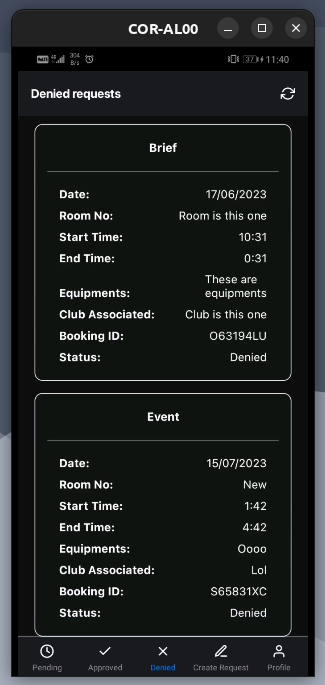 COR-AL00
304 B/s
37 11:40
Denied requests
Brief
Date: 17/06/2023
Room No: Room is this one
Start Time: 10:31
End Time: 0:31
These are
Equipments: equipments
Club Associated: Club is this one
Booking ID: O63194LU
Status: Denied
Event
Date: 15/07/2023
Room No: New
Start Time: 1:42
End Time: 4:42
Equipments: Oooo
Club Associated: Lol
Booking ID: S65831XC
Status: Denied
Pending Approved Denied Create Request Profile